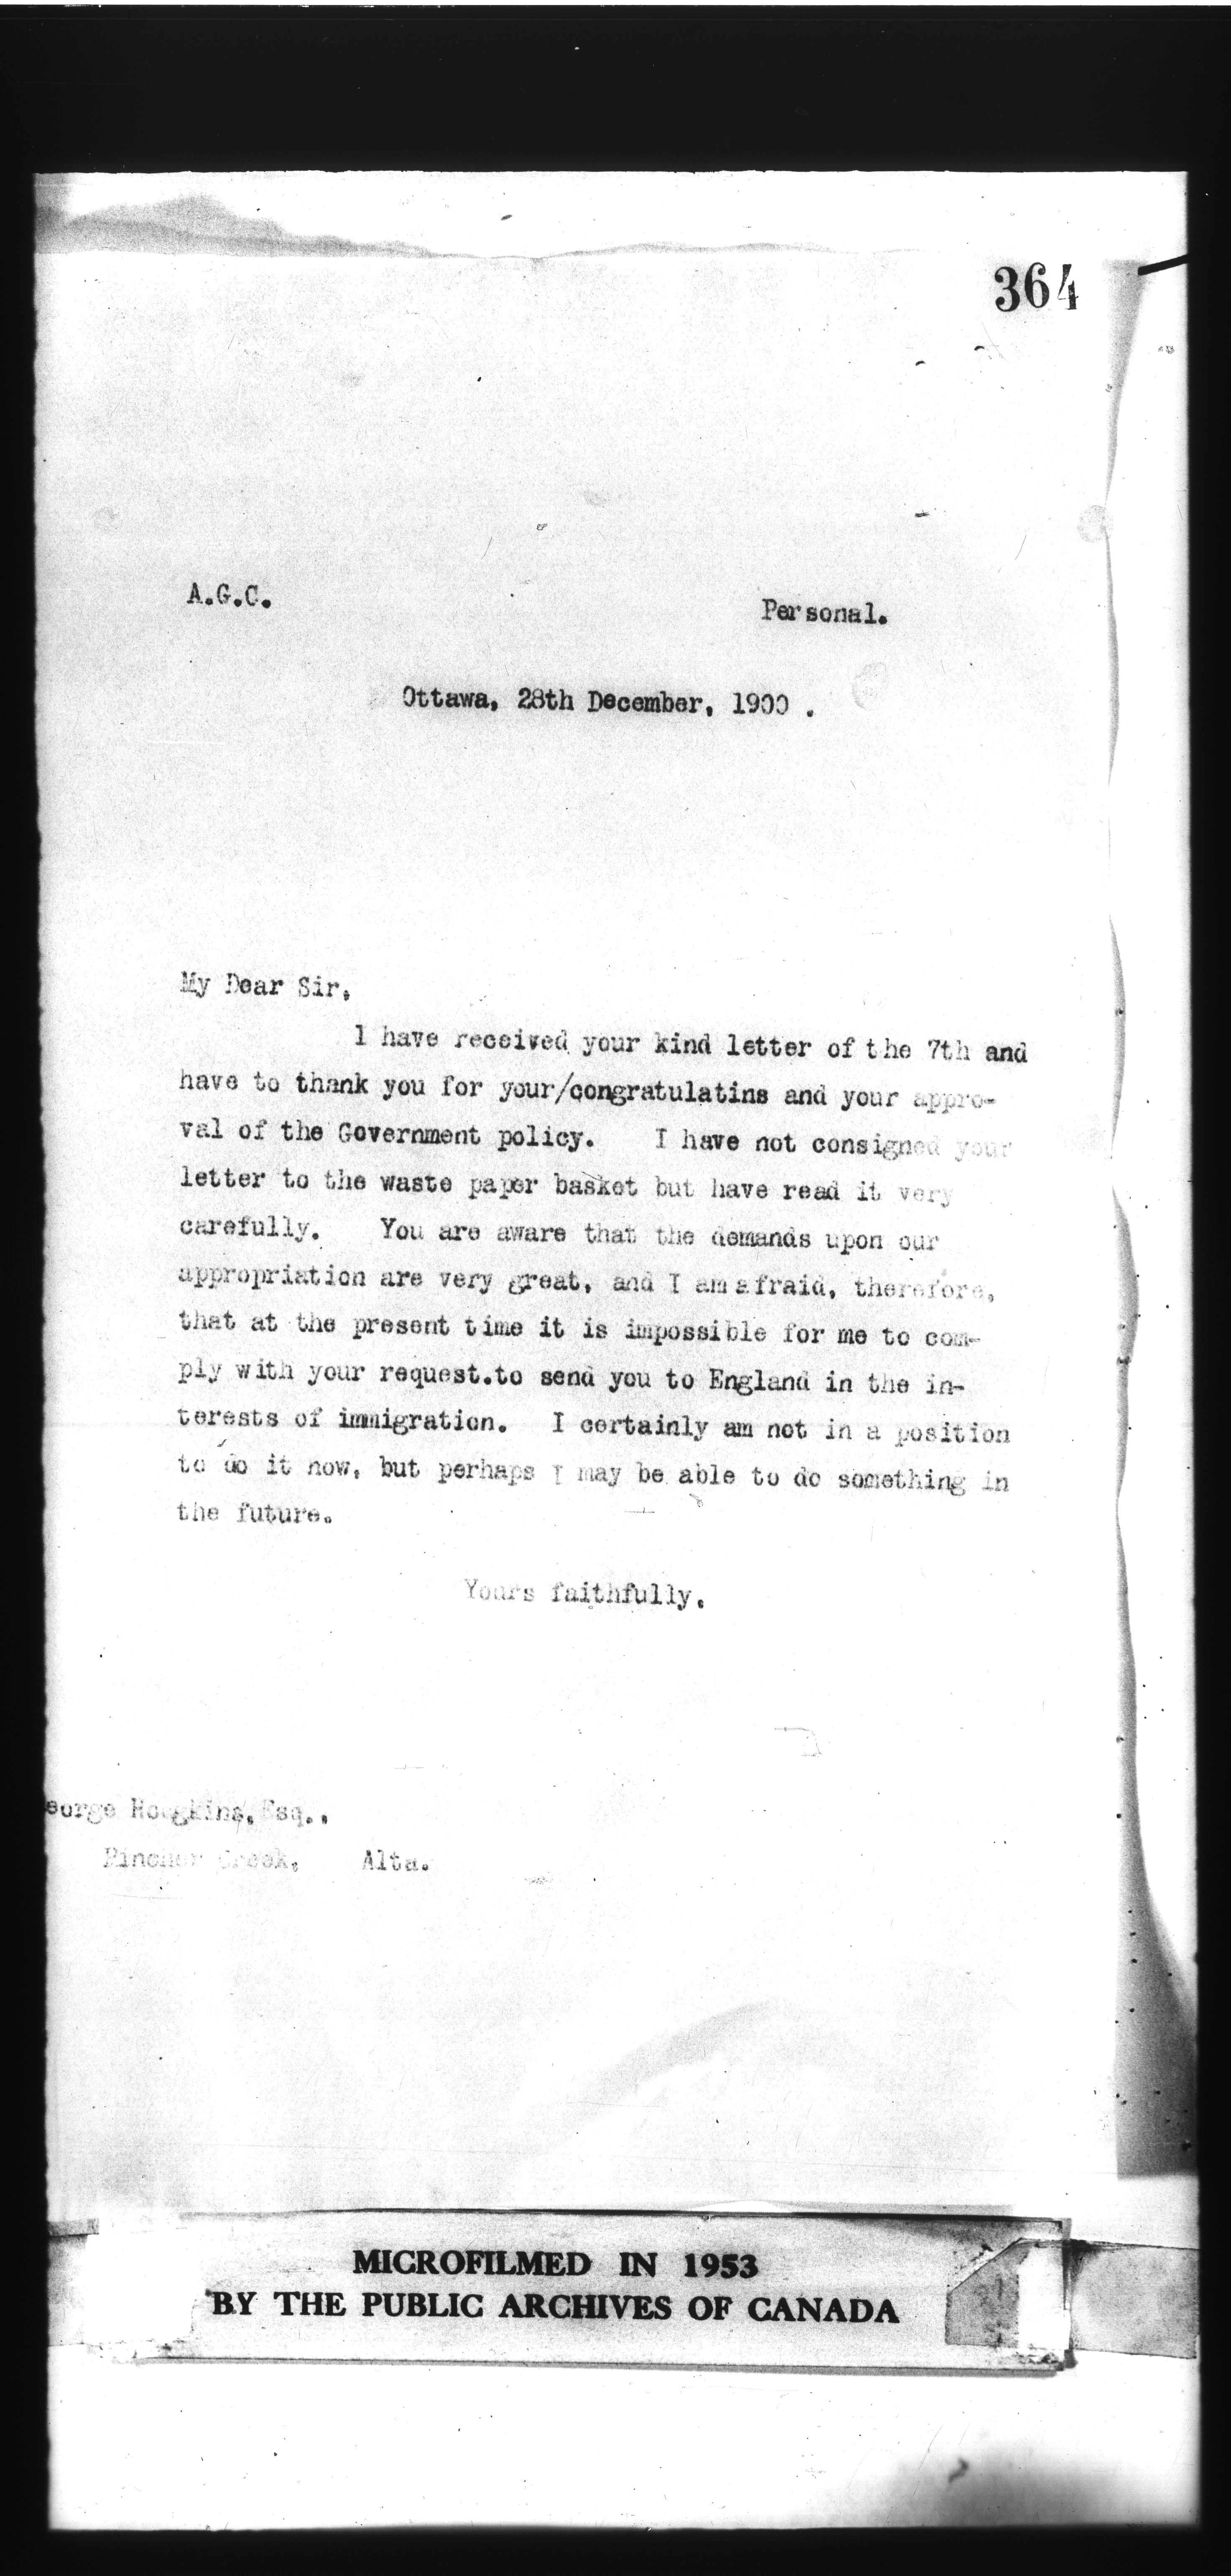 364
A.G.C.
Personal.
Ottawa, 28th December, 1900 .
My Dear Sir,
1 have received your kind letter of the 7th and
have to thank you for your/congratulatins and your appro-
val of the Government policy. I have not consigned your
letter to the waste paper basket but have read it very
carefully. You are aware that the demands upon our
appropriation are very great, and I am afraid, therefore,
that at the present time it is impossible for me to com-
ply with your request.to send you to England in the in-
terests of immigration. I certainly am not in a position
to do it now, but perhaps I may be able to do something in
the future.
Yours faithfully,
eorge Hodgkins, Esq.,
Pincher Creek, Alta.
MICROFILMED IN 1953
BY THE PUBLIC ARCHIVES OF CANADA